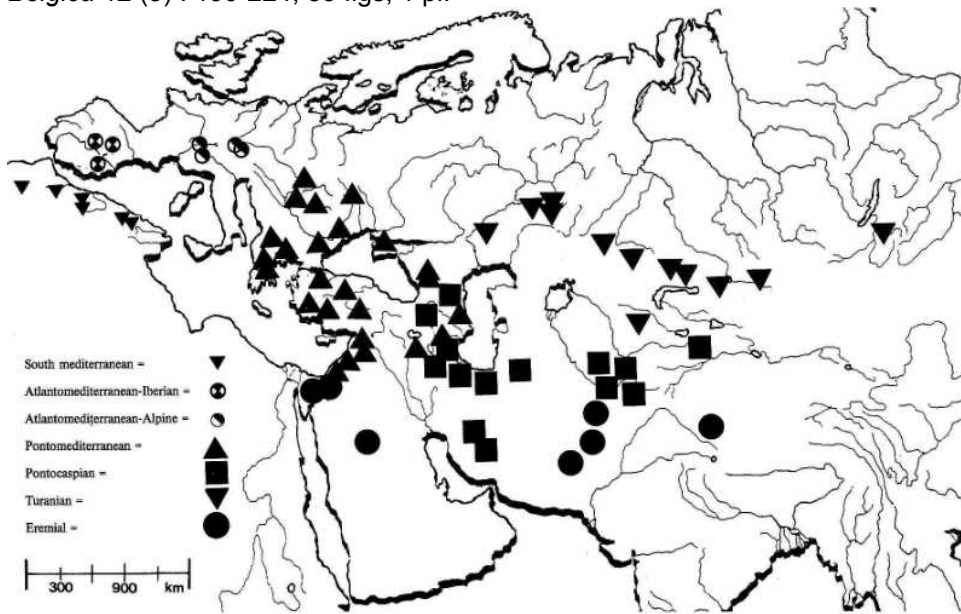 South mediterranean =
Atlantomediterranean-Iberian =
Atlantomediterranean-Alpine =
Pontomediterranean =
Pontocaspian =
Turanian =
Eremial =
300 900 km